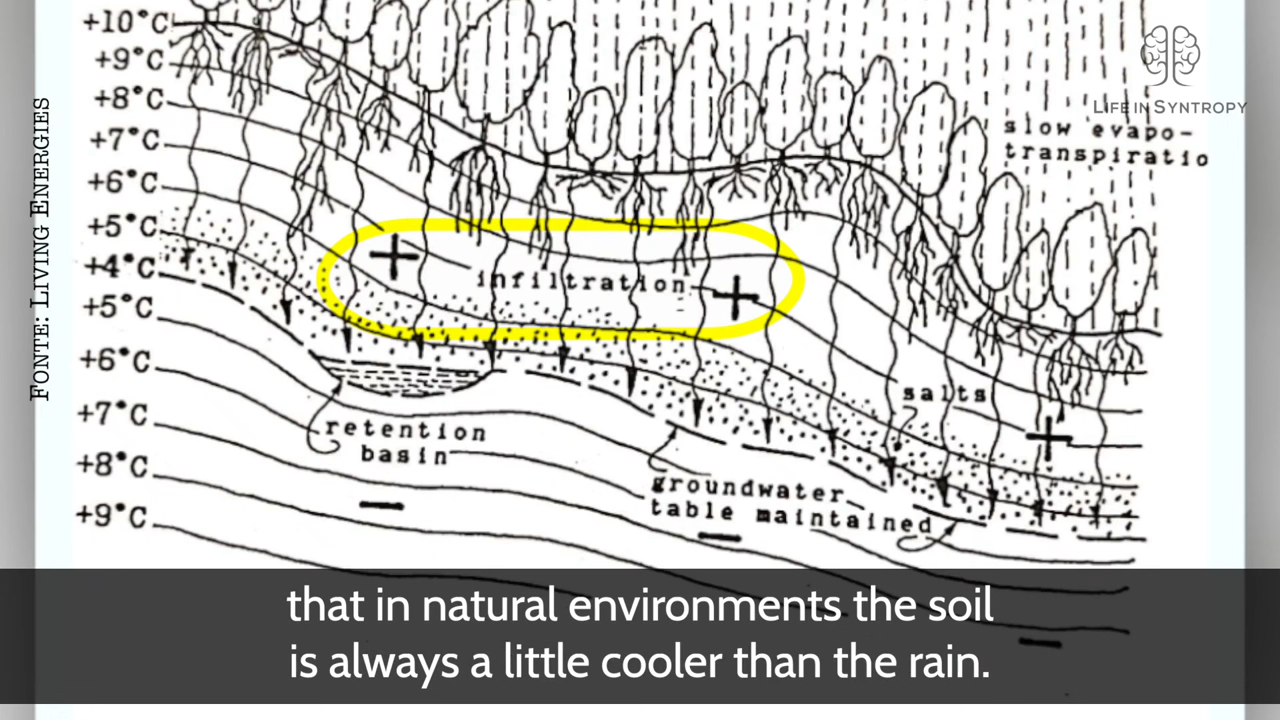 +10°C
+9°C
+8°C
+7°C
+6°C
+5°C
+4°C
+5°C
+6°C
+7°C
+8°C
+9°C
FONTE: LIVING ENERGIES
LIFE IN SYNTROPY
slow evapo-
transpiratio
infiltration
salts
retention
basin
groundwater
table maintained
that in natural environments the soil
is always a little cooler than the rain.